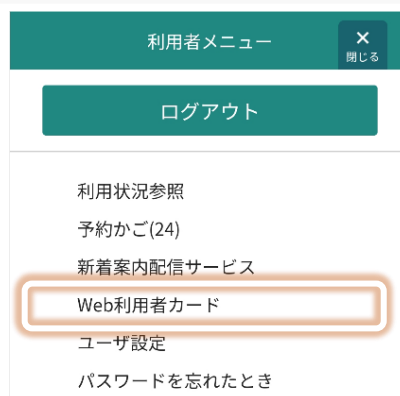 利用者メニュー
×
閉じる
ログアウト
利用状況参照
予約かご(24)
新着案内配信サービス
Web利用者カード
ユーザ設定
パスワードを忘れたとき